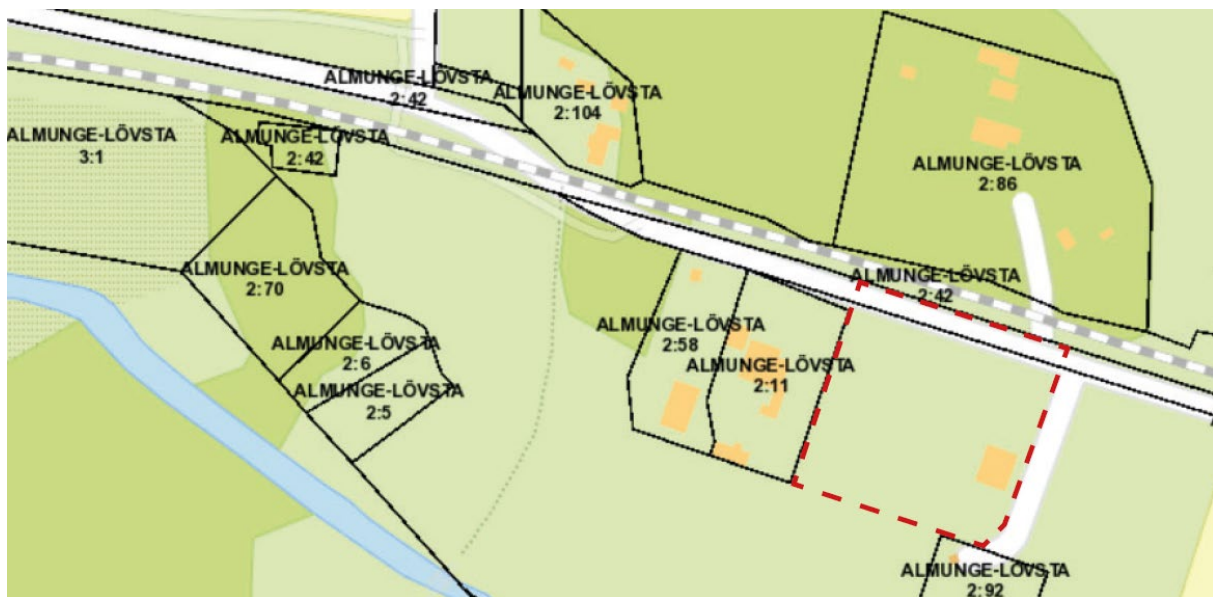 ALMUNGE-LÖVSTA
2:42
ALMUNGE-LÖVSTA
2:104
ALMUNGE-LÖVSTA
3:1
ALMUNGE-LÖVSTA
2:42
ALMUNGE-LÖVSTA
2:86
ALMUNGE-LÖVSTA
2:70
ALMUNGE-LÖVSTA
2:42
ALMUNGE-LÖVSTA
2:58
ALMUNGE-LÖVSTA
2:6
ALMUNGE-LÖVSTA
2:11
ALMUNGE-LÖVSTA
2:5
ALMUNGE-LÖVSTA
2:92